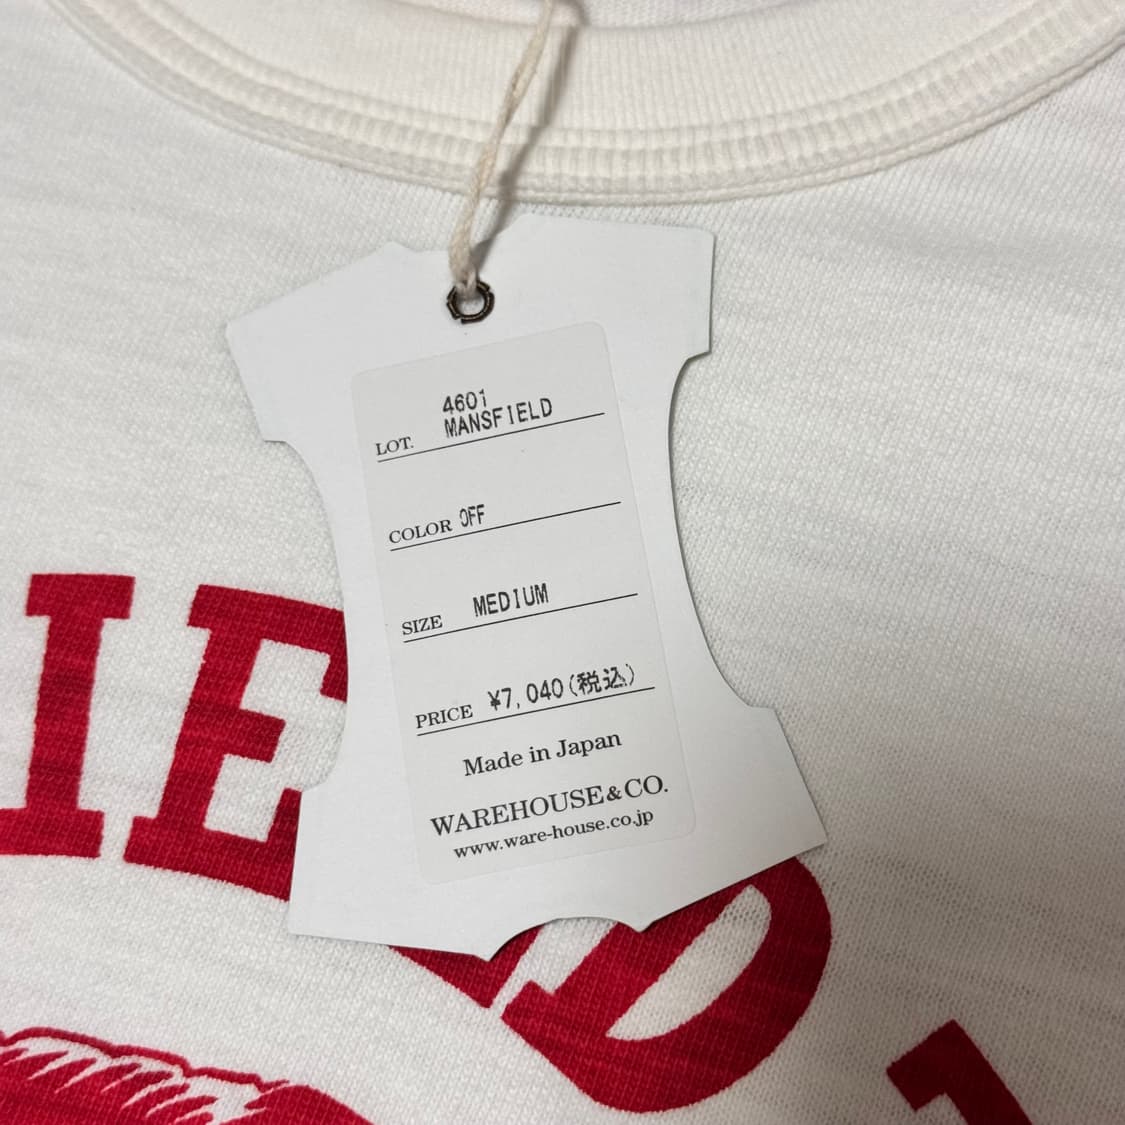 4601
LOT. MANSFIELD
COLOR OFF
SIZE MEDIUM
PRICE ¥7,040(税込)
Made in Japan
WAREHOUSE & CO.
www.ware-house.co.jp
IE D